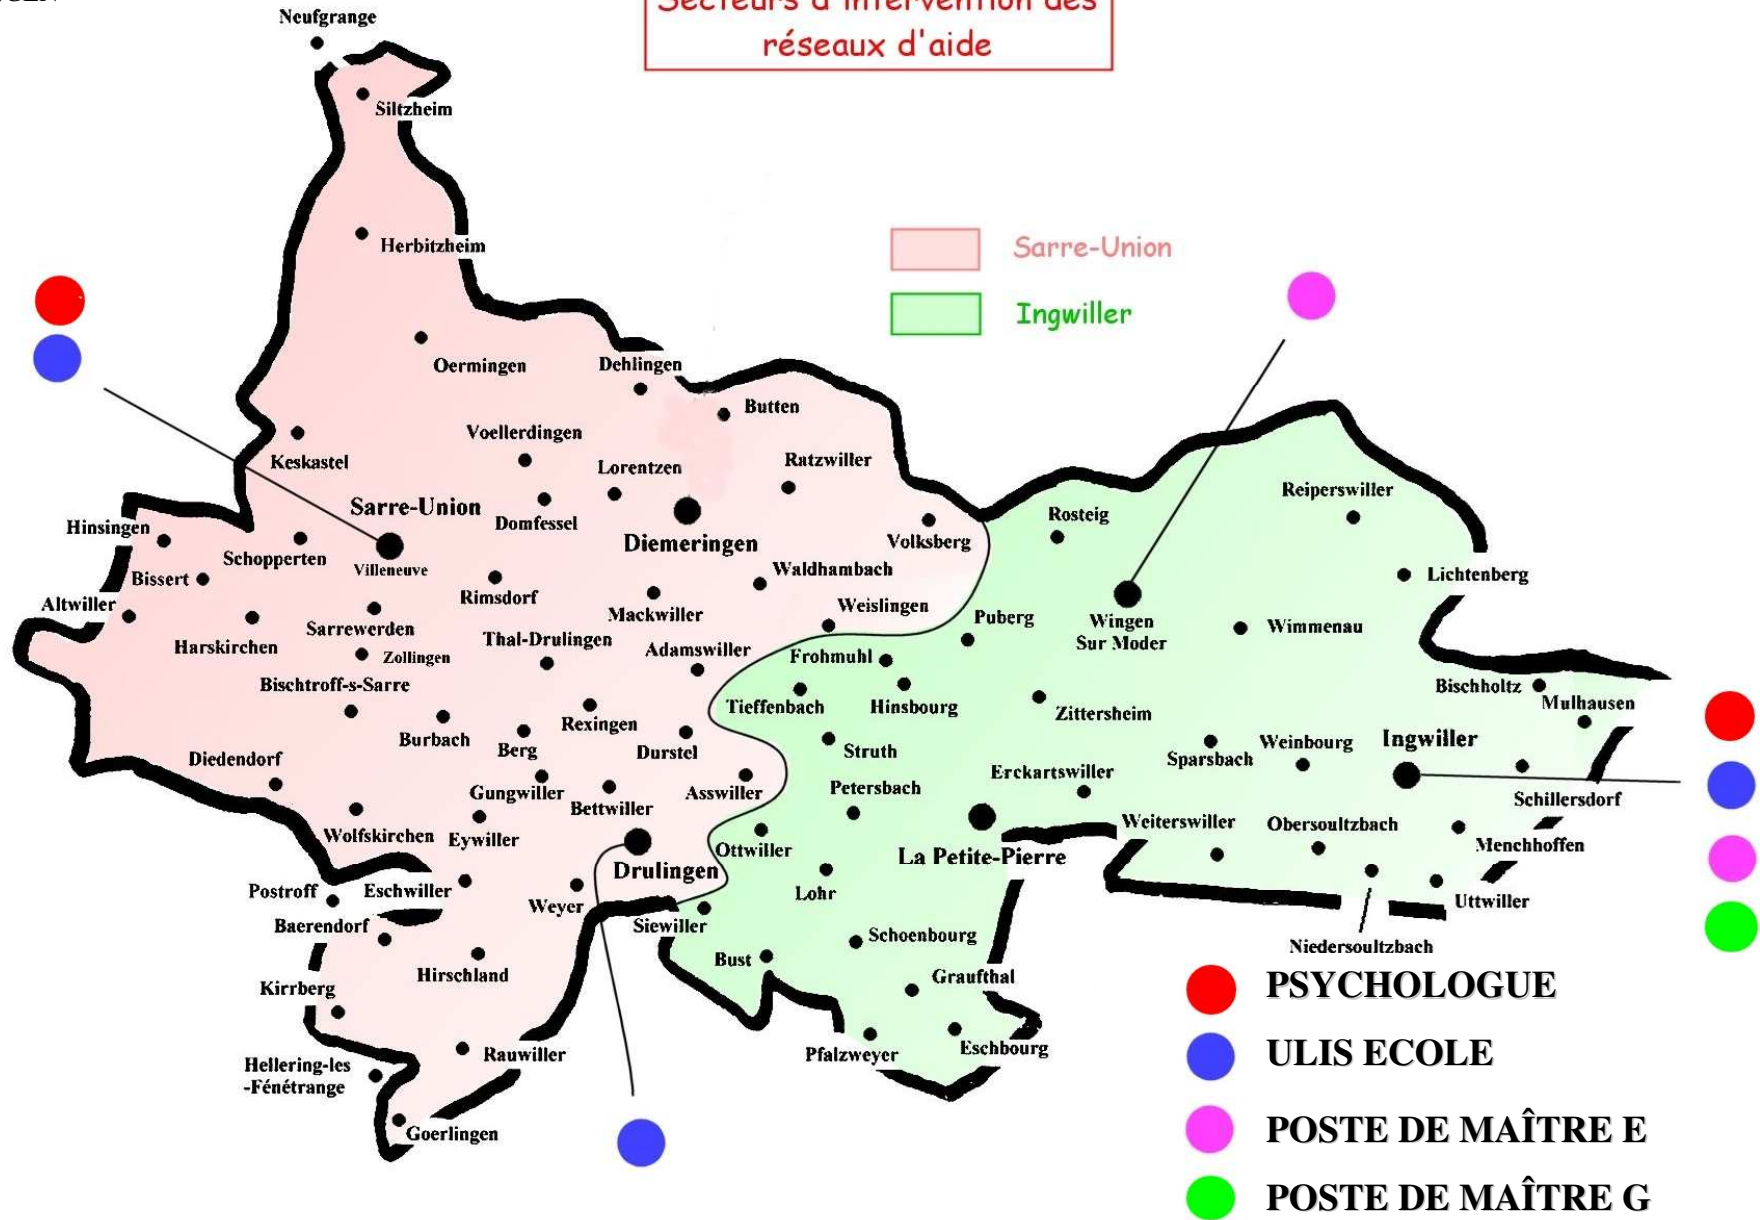 Secteurs d'intervention des
réseaux d'aide
Neufgrange
Siltzheim
Herbitzheim
Sarre-Union
Ingwiller
Oermingen
Dehlingen
Butten
Voellerdingen
Keskastel
Lorentzen
Ratzwiller
Reiperswiller
Sarre-Union
Domfessel
Rosteig
Hinsingen
Schopperten
Diemeringen
Volksberg
Villeneuve
Waldhambach
Lichtenberg
Bissert
Rimsdorf
Altwiller
Mackwiller
Weislingen
Puberg
Wingen
Sur Moder
Wimmenau
Sarrewerden
Harskirchen
Thal-Drulingen
Adamswiller
Frohmuhl
Zollingen
Bischtroff-s-Sarre
Bischholtz
Mulhausen
Tieffenbach
Hinsbourg
Zittersheim
Rexingen
Burbach
Berg
Durstel
Struth
Sparsbach
Weinbourg
Ingwiller
Diedendorf
Erckartswiller
Gungwiller
Asswiller
Petersbach
Bettwiller
Schillersdorf
Wolfskirchen
Eywiller
Weiterswiller
Obersoultzbach
Menchhoffen
Ottwiller
La Petite-Pierre
Drulingen
Postroff
Eschwiller
Lohr
Weyer
Uttwiller
Baerendorf
Siewiller
Schoenbourg
Niedersoultzbach
Bust
Hirschland
Graufthal
Kirrberg
Rauwiller
Pfalzweyer
Eschbourg
Hellering-les
-Fénétrange
Goerlingen
PSYCHOLOGUE
ULIS ECOLE
POSTE DE MAÎTRE E
POSTE DE MAÎTRE G